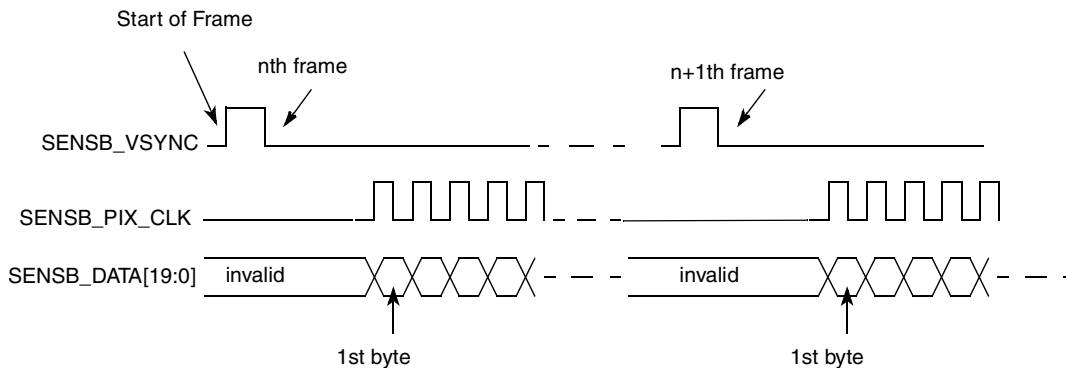 Start of Frame
nth frame
n+1th frame
SENSB_VSYNC
SENSB_PIX_CLK
SENSB_DATA[19:0]
invalid
invalid
1st byte
1st byte